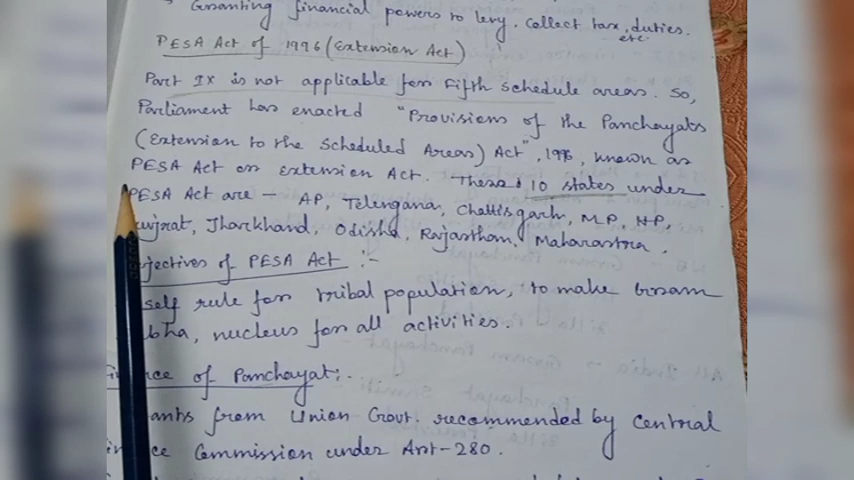 Granting financial powers to levy. collect tax, duties.
etc.
PESA Act of 1996 (Extension Act)
Part IX is not applicable for Fifth schedule areas. So,
Parliament has enacted "Provisions of the Panchayats
(Extension to the Scheduled Areas) Act", 1996, known as
PESA Act or Extension Act. There 10 states under
PESA Act are - AP, Telengana, Chattisgarh, M.P, H.P,
Gujrat, Jharkhand, Odisha, Rajasthan, Maharastra.
jectives of PESA Act :-
self rule for tribal population, to make Gram
bha, nucleus for all activities.
nce of Panchayat:-
ants from Union Govt. recommended by central
ce Commission under Art-280.